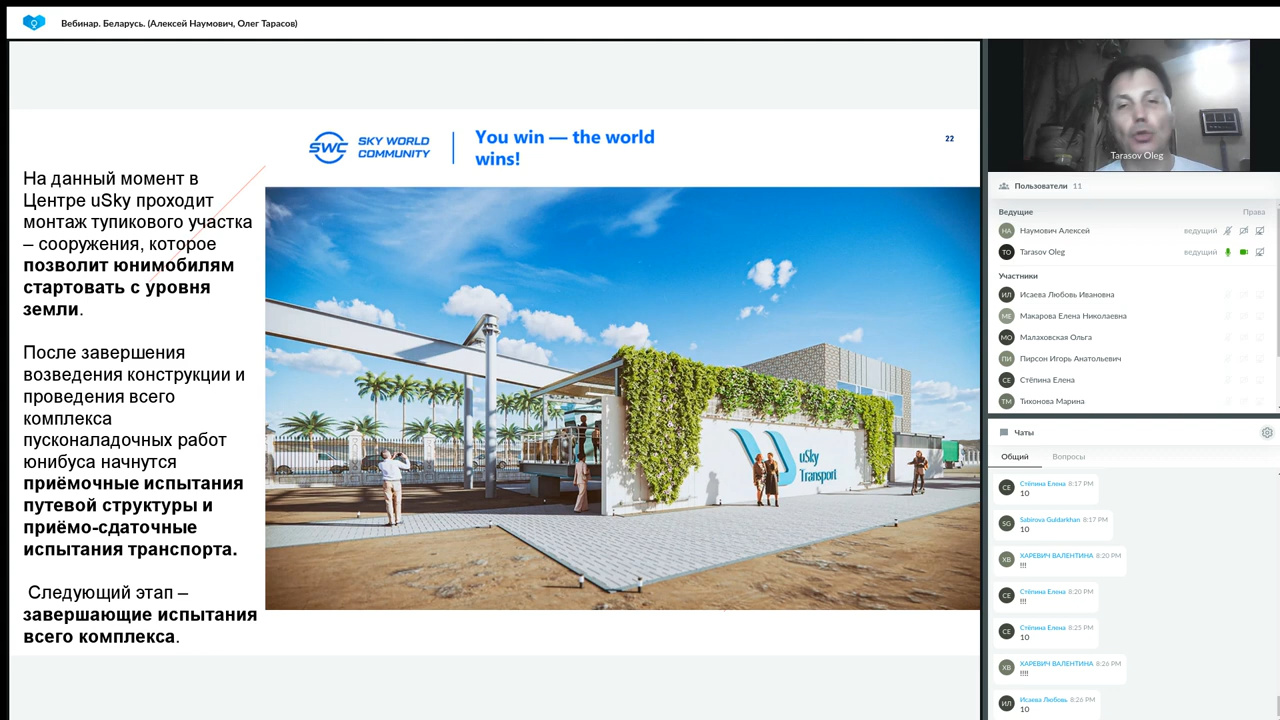 Вебинар. Беларусь. (Алексей Наумович, Олег Тарасов)
SWC
SKY WORLD
COMMUNITY
You win — the world
wins!
22
На данный момент в
Центре uSky проходит
монтаж тупикового участка
– сооружения, которое
позволит юнимобилям
стартовать с уровня
земли.
После завершения
возведения конструкции и
проведения всего
комплекса
пусконаладочных работ
юнибуса начнутся
приёмочные испытания
путевой структуры и
приёмо-сдаточные
испытания транспорта.
Следующий этап –
завершающие испытания
всего комплекса.
uSky
Transport
Tarasov Oleg
Пользователи 11
Ведущие Права
НА Наумович Алексей ведущий
TO Tarasov Oleg ведущий
Участники
ИЛ Исаева Любовь Ивановна
МЕ Макарова Елена Николаевна
МО Малаховская Ольга
ПИ Пирсон Игорь Анатольевич
СЕ Стёпина Елена
ТМ Тихонова Марина
Чаты
Общий Вопросы
СЕ Стёпина Елена 8:17 PM
10
SG Sabirova Guldarkhan 8:17 PM
10
ХВ ХАРЕВИЧ ВАЛЕНТИНА 8:20 PM
!!!
СЕ Стёпина Елена 8:20 PM
!!!
СЕ Стёпина Елена 8:25 PM
10
ХВ ХАРЕВИЧ ВАЛЕНТИНА 8:26 PM
!!!!
ИЛ Исаева Любовь 8:26 PM
10